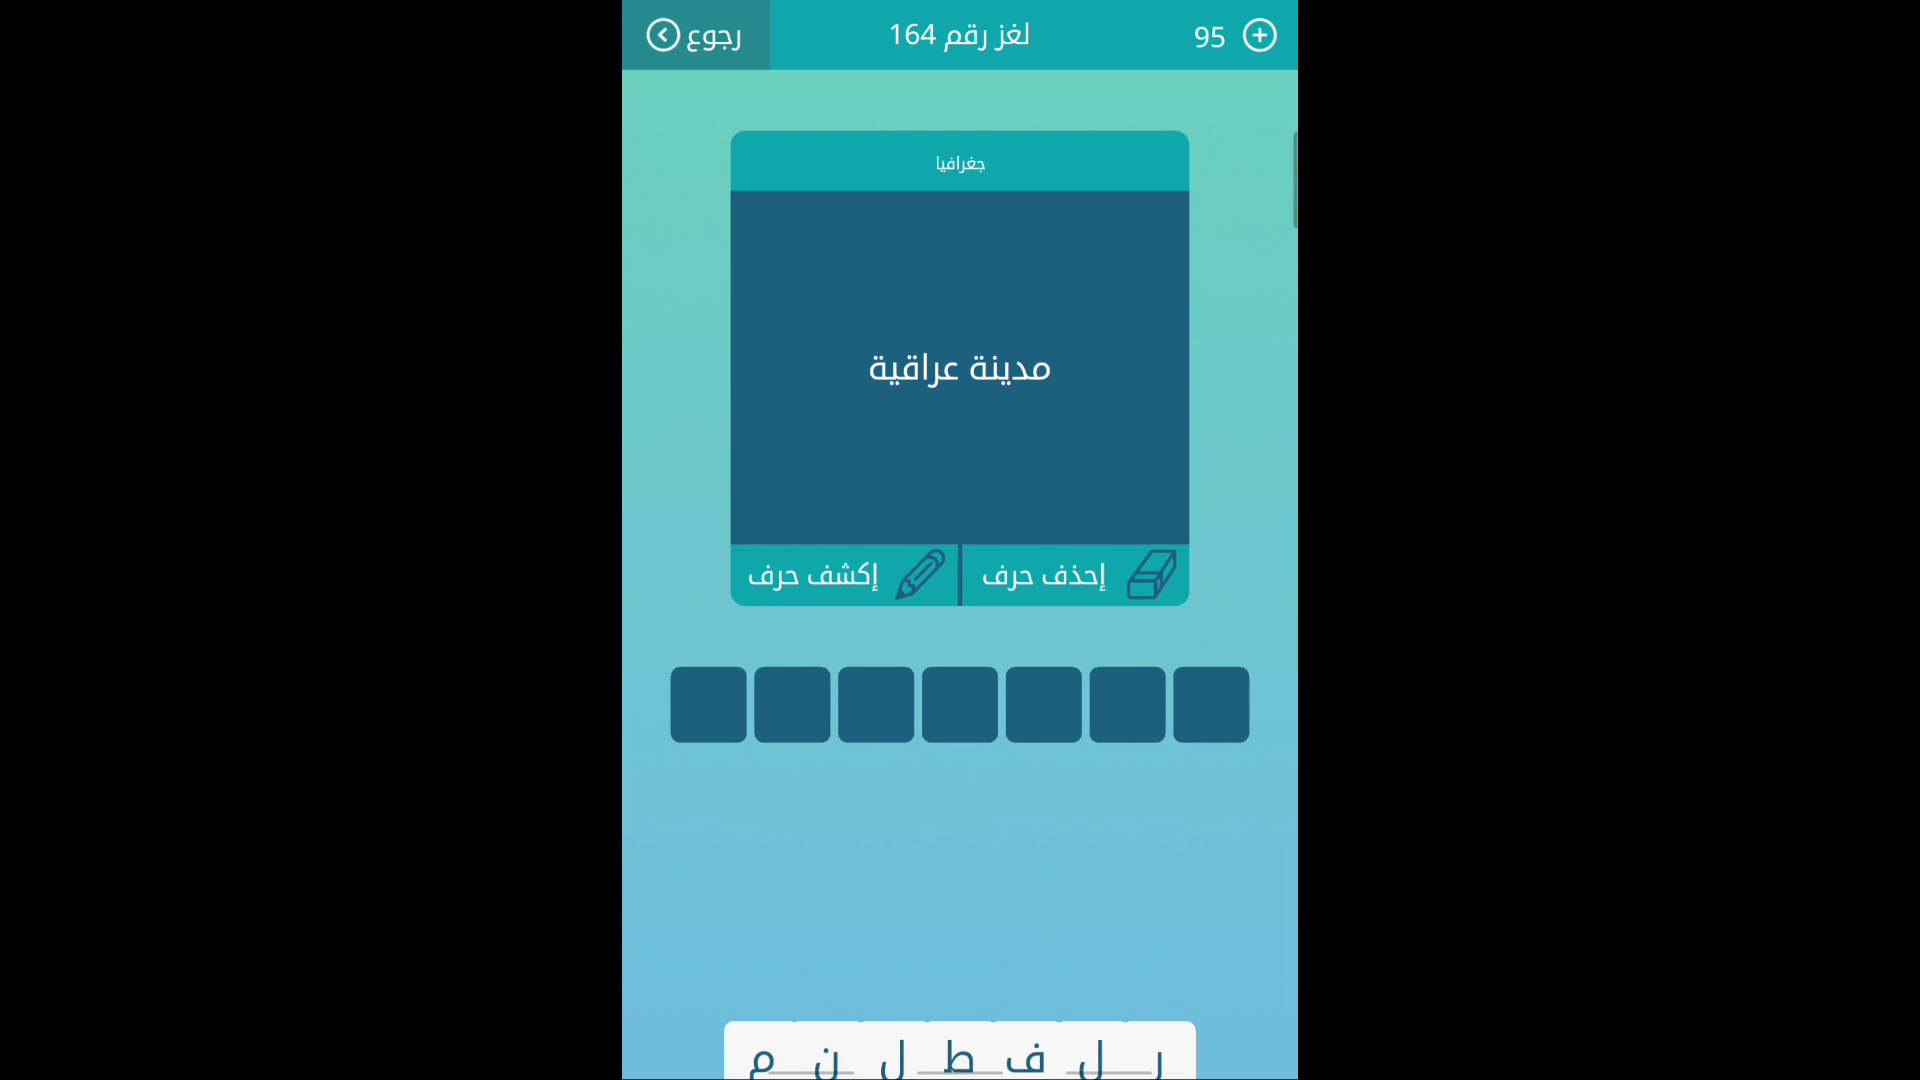 رجوع
لغز رقم 164
95
جغرافيا
مدينة عراقية
إحذف حرف
إكشف حرف
ل ف ط ل ن م